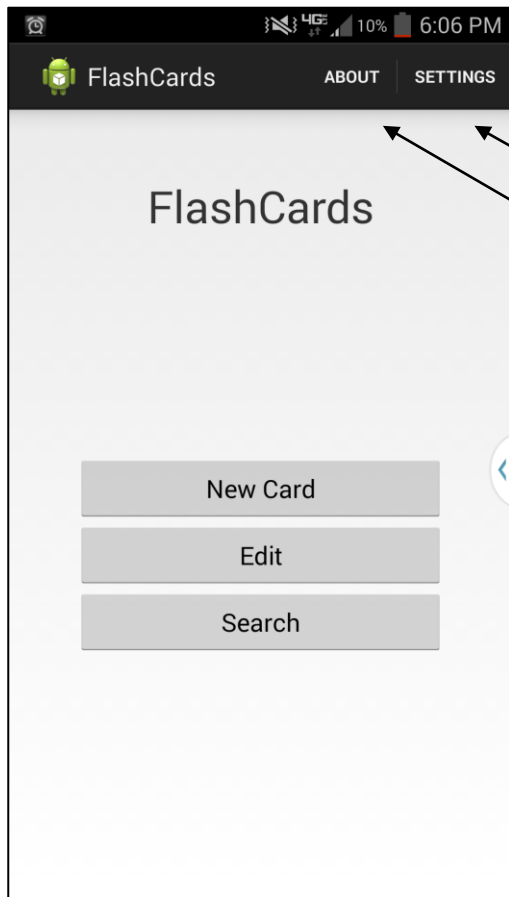 4G 10% 6:06 PM
FlashCards ABOUT SETTINGS
FlashCards
New Card
Edit
Search